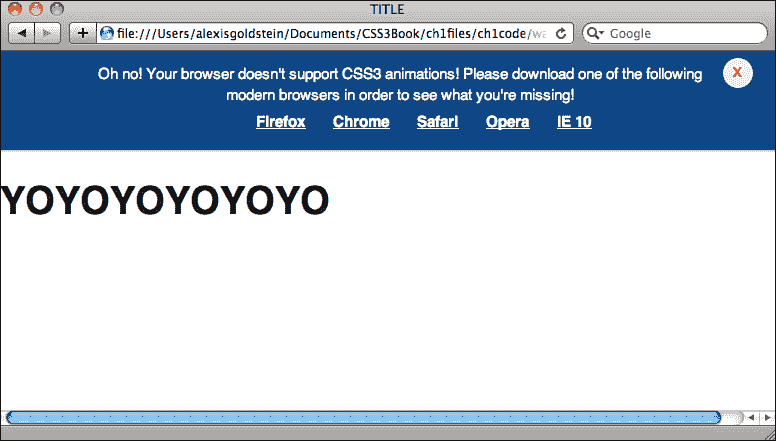 TITLE
file:///Users/alexisgoldstein/Documents/CSS3Book/ch1files/ch1code/wa
Google
Oh no! Your browser doesn't support CSS3 animations! Please download one of the following
X
modern browsers in order to see what you're missing!
Firefox Chrome Safari Opera IE 10
YOYOYOYOYOYOYO